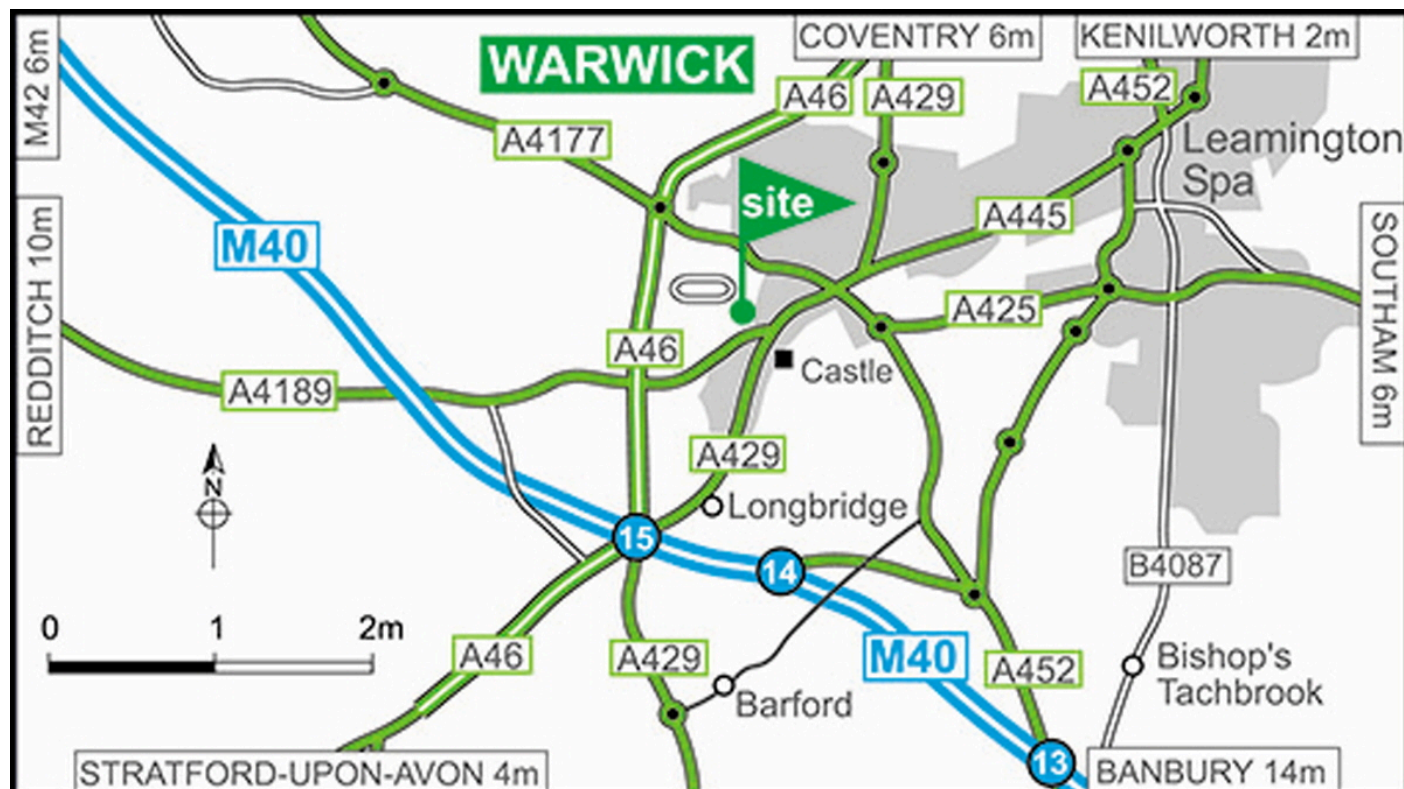 COVENTRY 6m
KENILWORTH 2m
M42 6m
WARWICK
A46
A429
A452
A4177
Leamington
Spa
site
A445
M40
REDDITCH 10m
SOUTHAM 6m
A425
A46
Castle
A4189
A429
N
Longbridge
15
14
B4087
0 1 2m
A46
A429
M40
A452
Bishop's
Tachbrook
Barford
13
STRATFORD-UPON-AVON 4m
BANBURY 14m